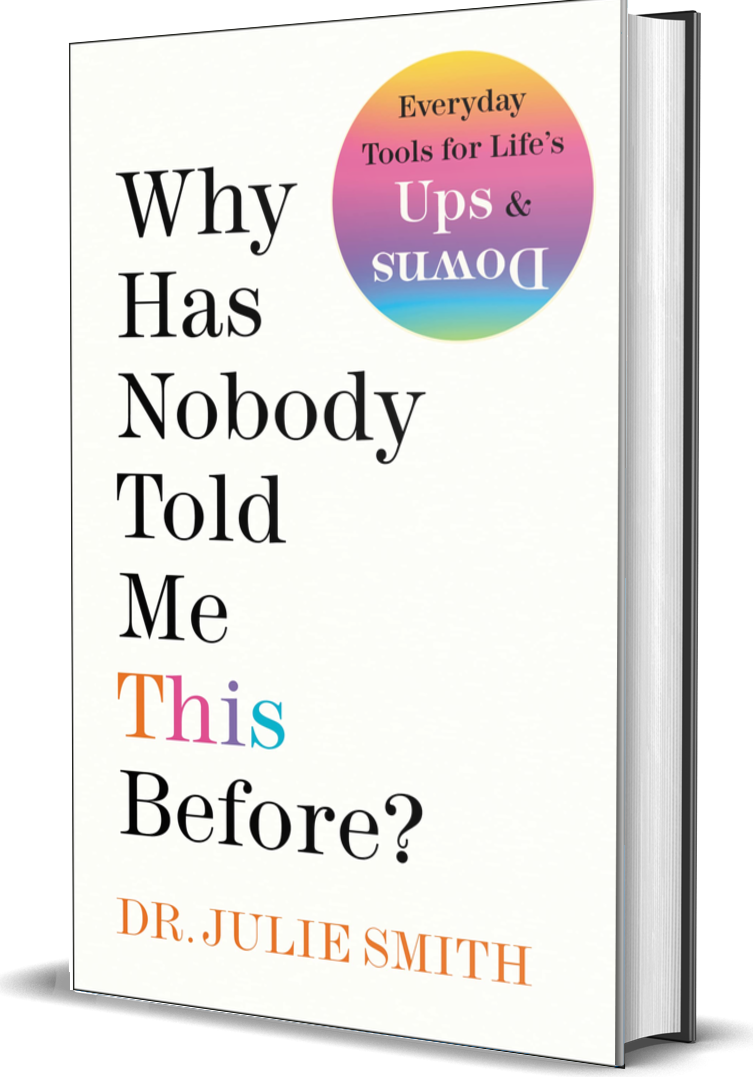 Everyday
Tools for Life's
Ups &
Downs
Why
Has
Nobody
Told
Me
This
Before?
DR. JULIE SMITH